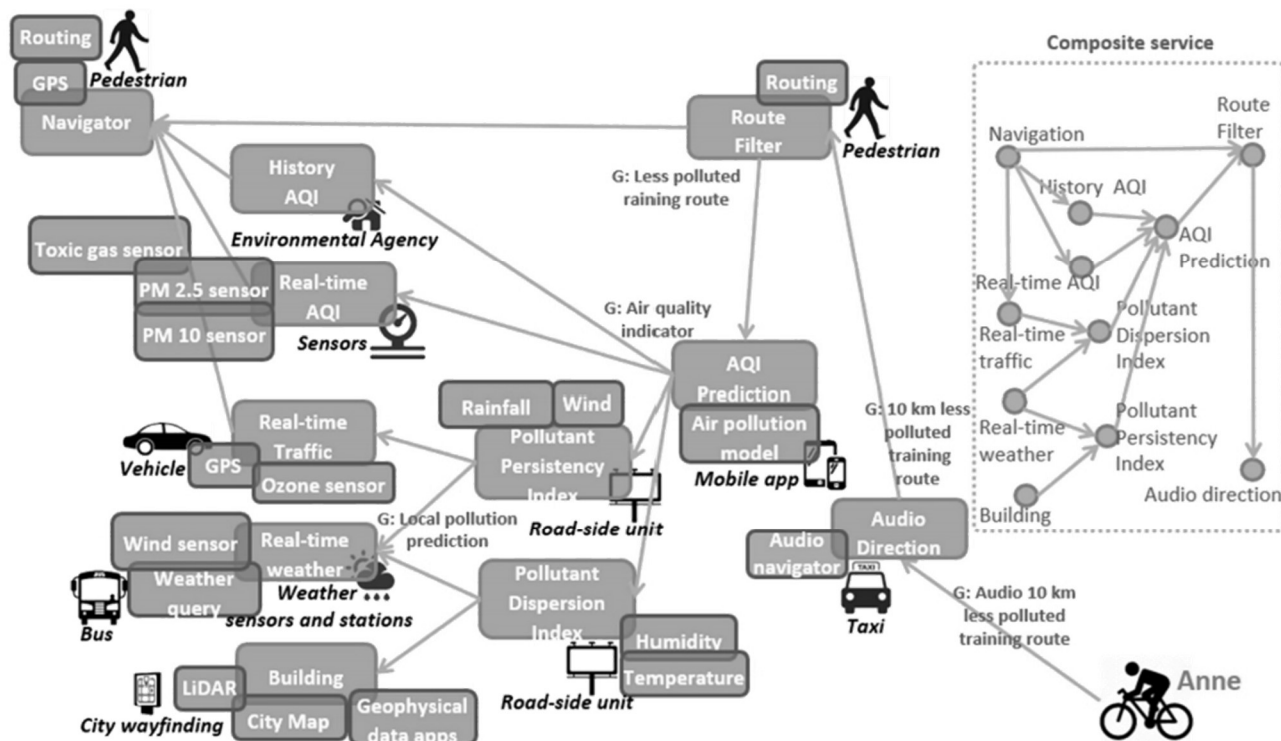 Routing
Pedestrian
GPS
Navigator
History
AQI
Environmental Agency
Toxic gas sensor
PM 2.5 sensor
PM 10 sensor
Real-time
AQI
Sensors
Real-time
Traffic
Vehicle
GPS
Ozone sensor
Wind sensor
Real-time
weather
Weather
query
Weather
sensors and stations
Bus
Building
LiDAR
City Map
Geophysical
data apps
City wayfinding
Rainfall
Wind
Pollutant
Persistency
Index
Road-side unit
G: Local pollution
prediction
Pollutant
Dispersion
Index
Humidity
Temperature
Road-side unit
Routing
Route
Filter
Pedestrian
G: Less polluted
raining route
G: Air quality
indicator
AQI
Prediction
Air pollution
model
Mobile app
G: 10 km less
polluted
training
route
Audio
Direction
Audio
navigator
TAXI
Taxi
G: Audio 10 km
less polluted
training route
Anne
Composite service
Navigation
Route
Filter
History AQI
AQI
Prediction
Real-time AQI
Real-time
traffic
Pollutant
Dispersion
Index
Real-time
weather
Pollutant
Persistency
Index
Building
Audio direction